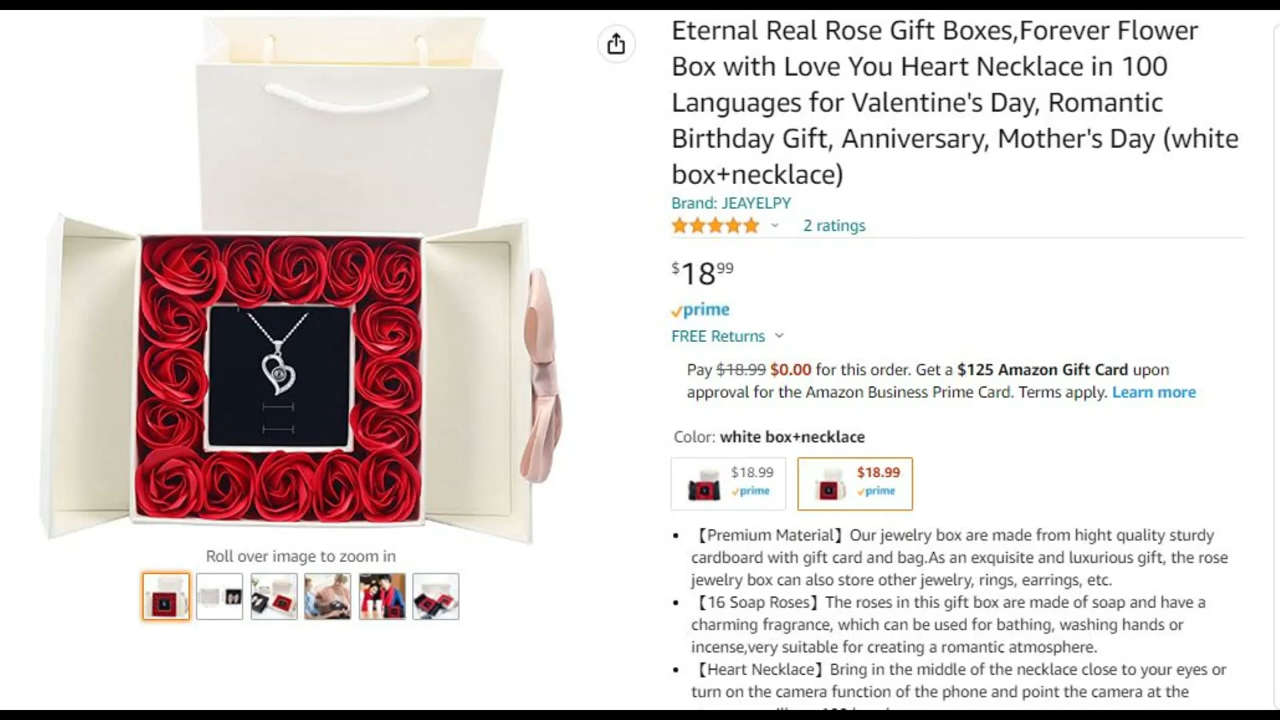 Eternal Real Rose Gift Boxes,Forever Flower
Box with Love You Heart Necklace in 100
Languages for Valentine's Day, Romantic
Birthday Gift, Anniversary, Mother's Day (white
box+necklace)
Brand: JEAYELPY
2 ratings
$18 99
prime
FREE Returns
Pay $18.99 $0.00 for this order. Get a $125 Amazon Gift Card upon
approval for the Amazon Business Prime Card. Terms apply. Learn more
Color: white box+necklace
$18.99
prime
$18.99
prime
• 【Premium Material】Our jewelry box are made from hight quality sturdy
cardboard with gift card and bag.As an exquisite and luxurious gift, the rose
jewelry box can also store other jewelry, rings, earrings, etc.
• 【16 Soap Roses】The roses in this gift box are made of soap and have a
charming fragrance, which can be used for bathing, washing hands or
incense,very suitable for creating a romantic atmosphere.
• 【Heart Necklace】Bring in the middle of the necklace close to your eyes or
turn on the camera function of the phone and point the camera at the
Roll over image to zoom in